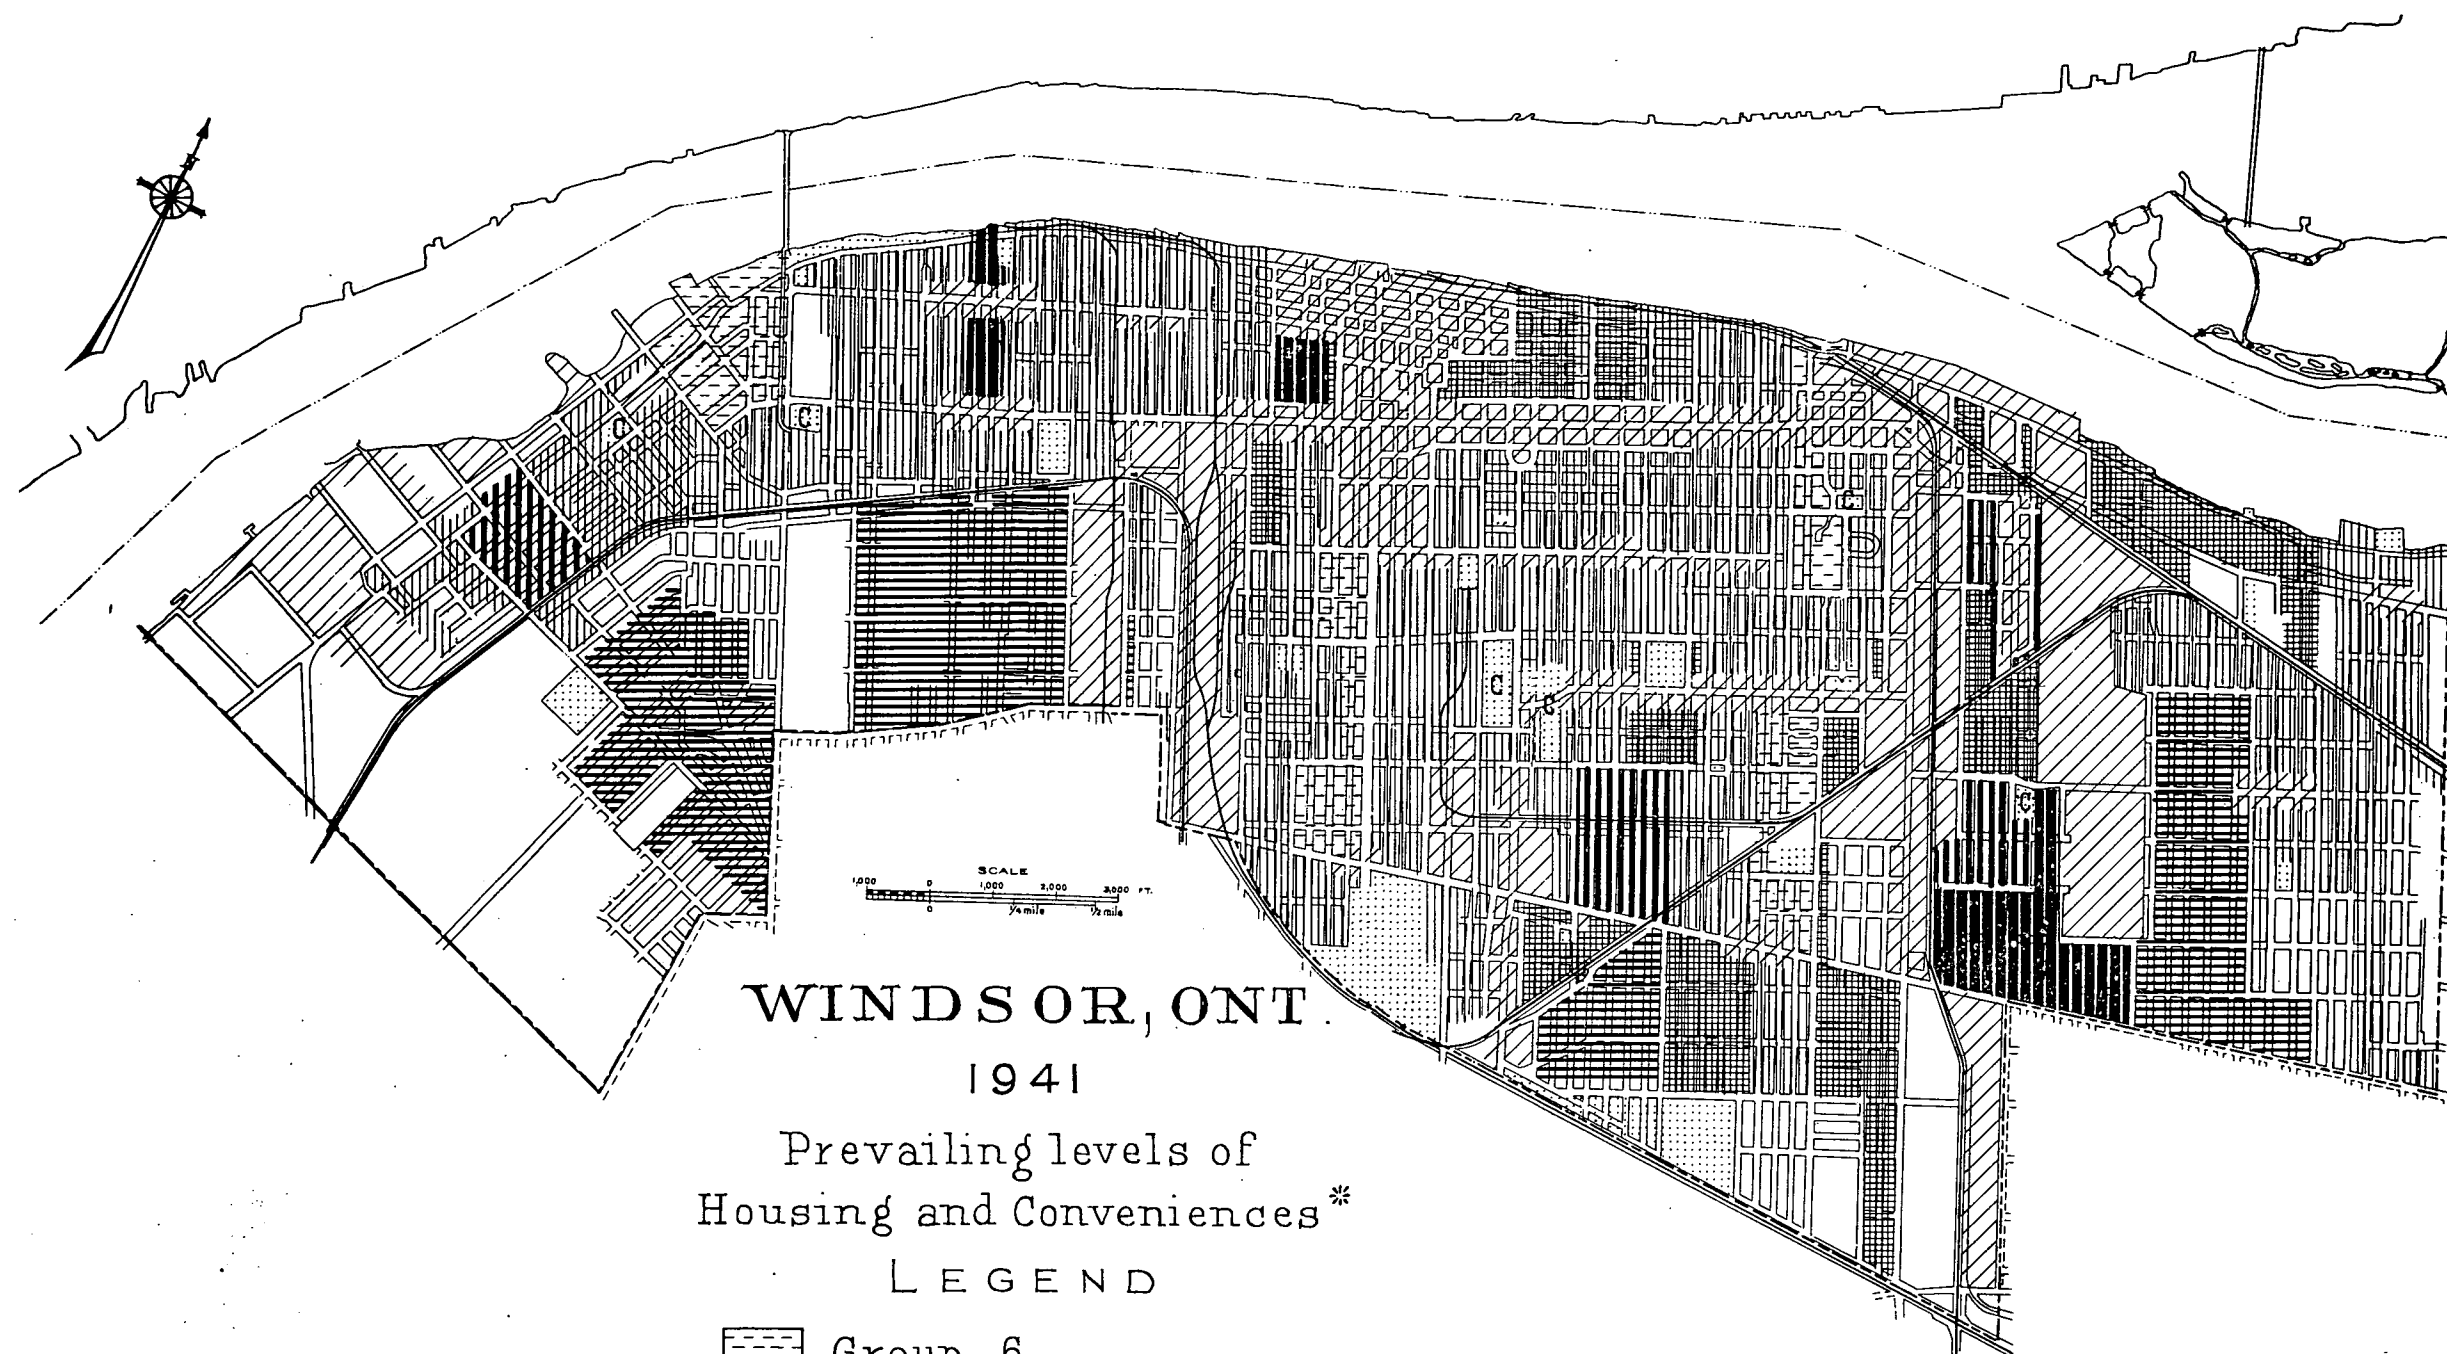 N
C
C
C
C
C
C
SCALE
1,000 0 1,000 2,000 3,000 FT.
0 1/4 mile 1/2 mile
WINDSOR, ONT.
1941
Prevailing levels of
Housing and Conveniences*
LEGEND
Group 6